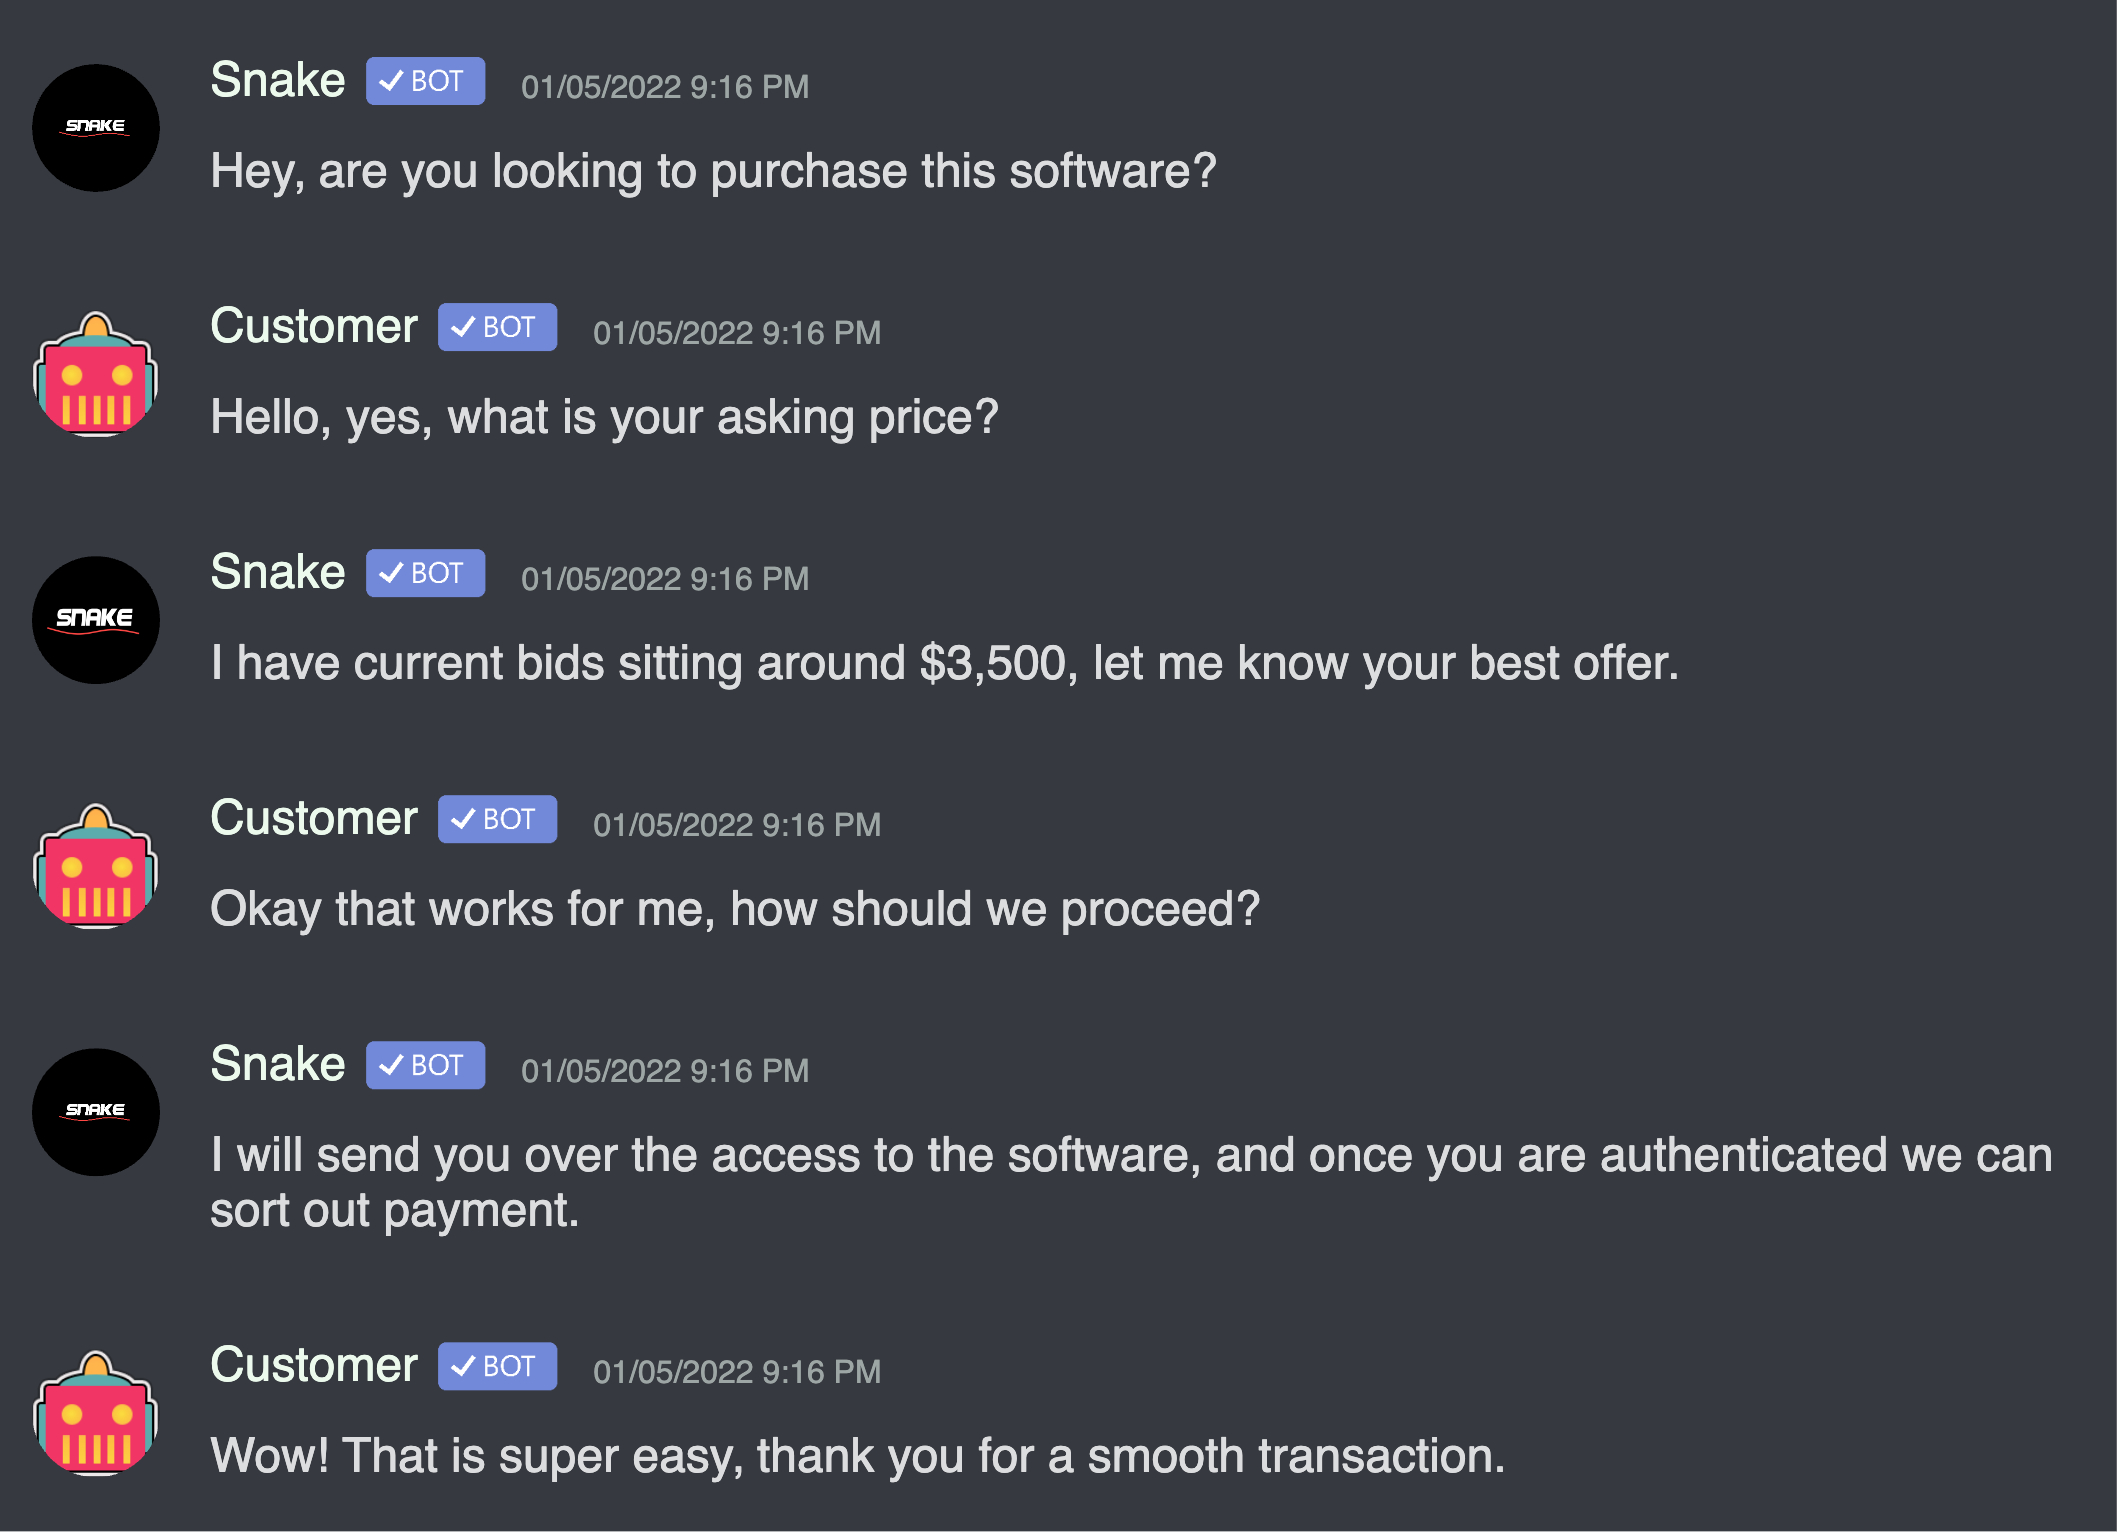 Snake ✓ BOT 01/05/2022 9:16 PM
SNAKE
Hey, are you looking to purchase this software?
Customer ✓ BOT 01/05/2022 9:16 PM
Hello, yes, what is your asking price?
Snake ✓ BOT 01/05/2022 9:16 PM
SNAKE
I have current bids sitting around $3,500, let me know your best offer.
Customer ✓ BOT 01/05/2022 9:16 PM
Okay that works for me, how should we proceed?
Snake ✓ BOT 01/05/2022 9:16 PM
SNAKE
I will send you over the access to the software, and once you are authenticated we can
sort out payment.
Customer ✓ BOT 01/05/2022 9:16 PM
Wow! That is super easy, thank you for a smooth transaction.